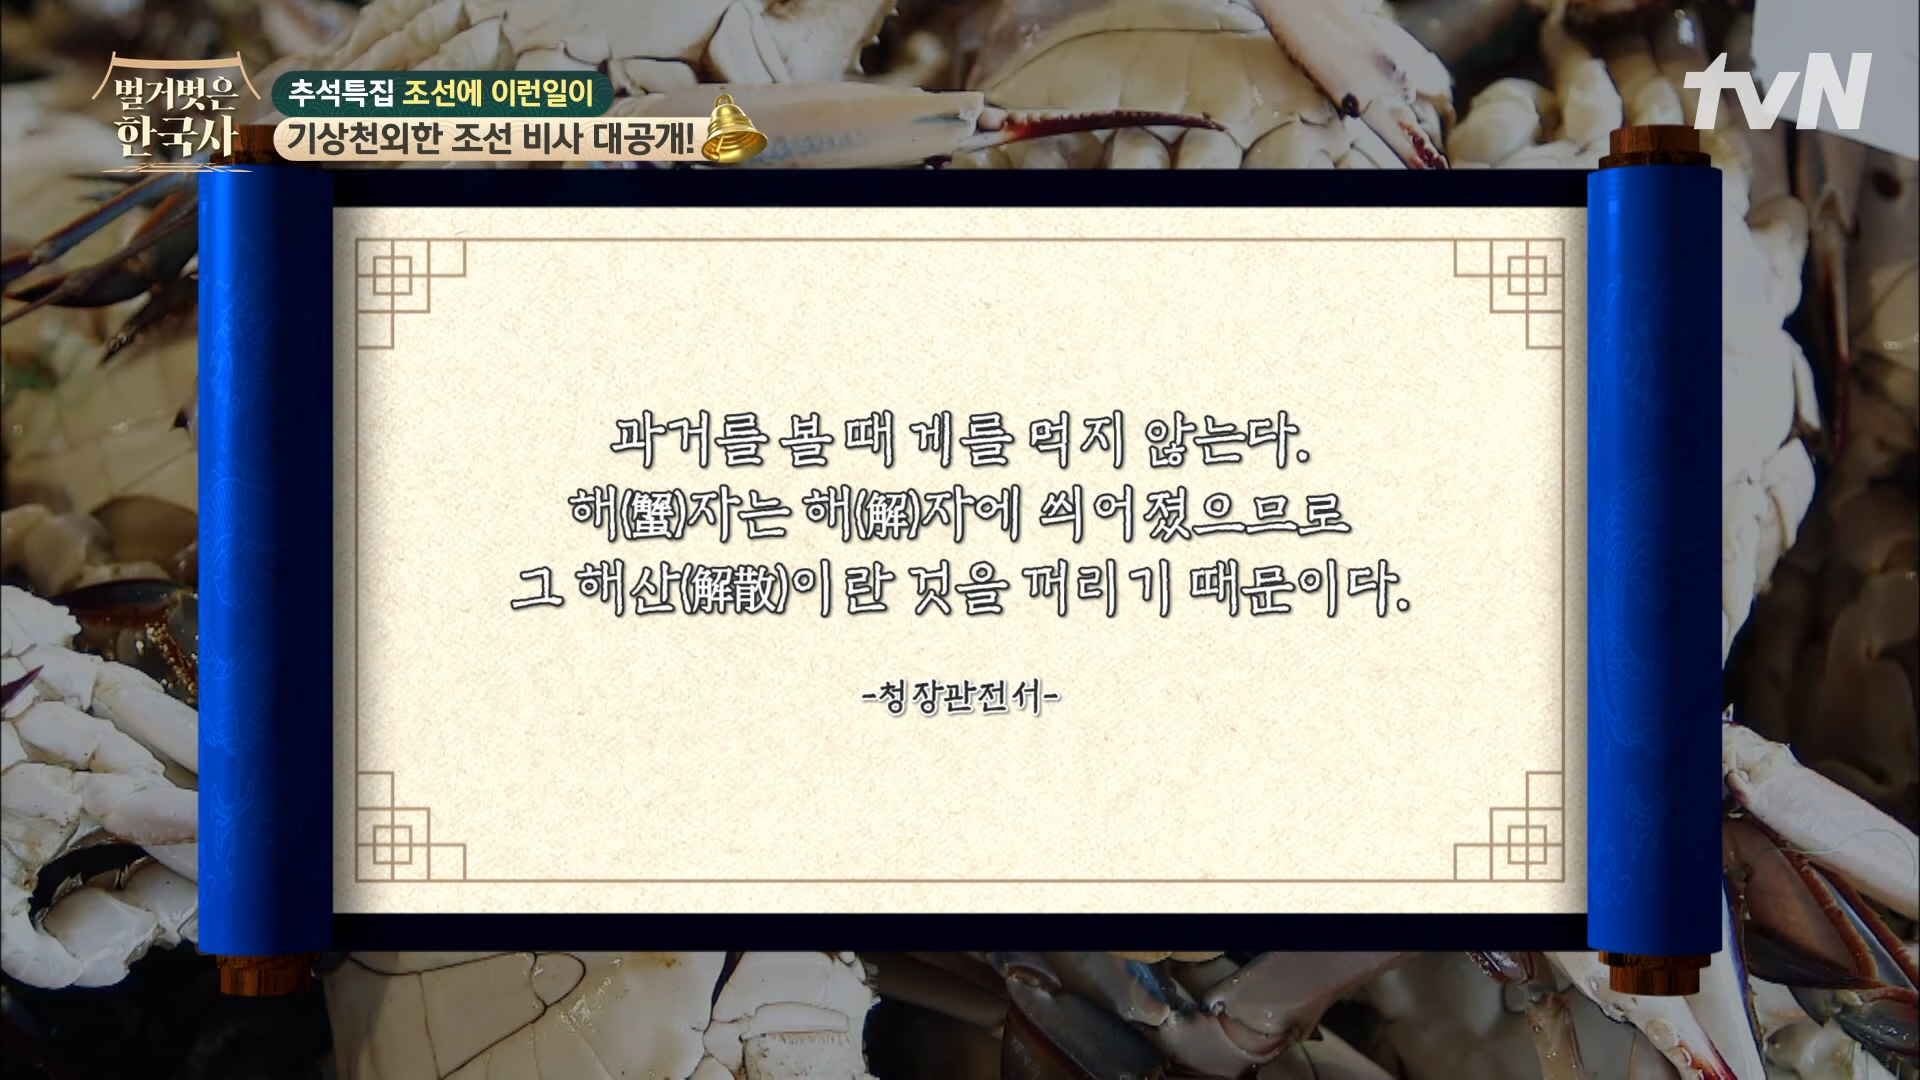 벌거벗은
한국사
추석특집 조선에 이런일이
기상천외한 조선 비사 대공개!
tvN
과거를 볼 때 게를 먹지 않는다.
해(蟹)자는 해(解)자에 씌어졌으므로
그 해산(解散)이란 것을 꺼리기 때문이다.
-청장관전서-